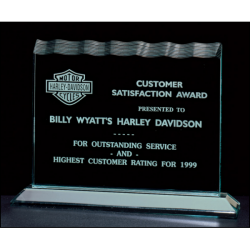 MOTOR
HARLEY-DAVIDSON
CYCLES
CUSTOMER
SATISFACTION AWARD
PRESENTED TO
BILLY WYATT'S HARLEY DAVIDSON
-----
FOR OUTSTANDING SERVICE
- AND -
HIGHEST CUSTOMER RATING FOR 1999